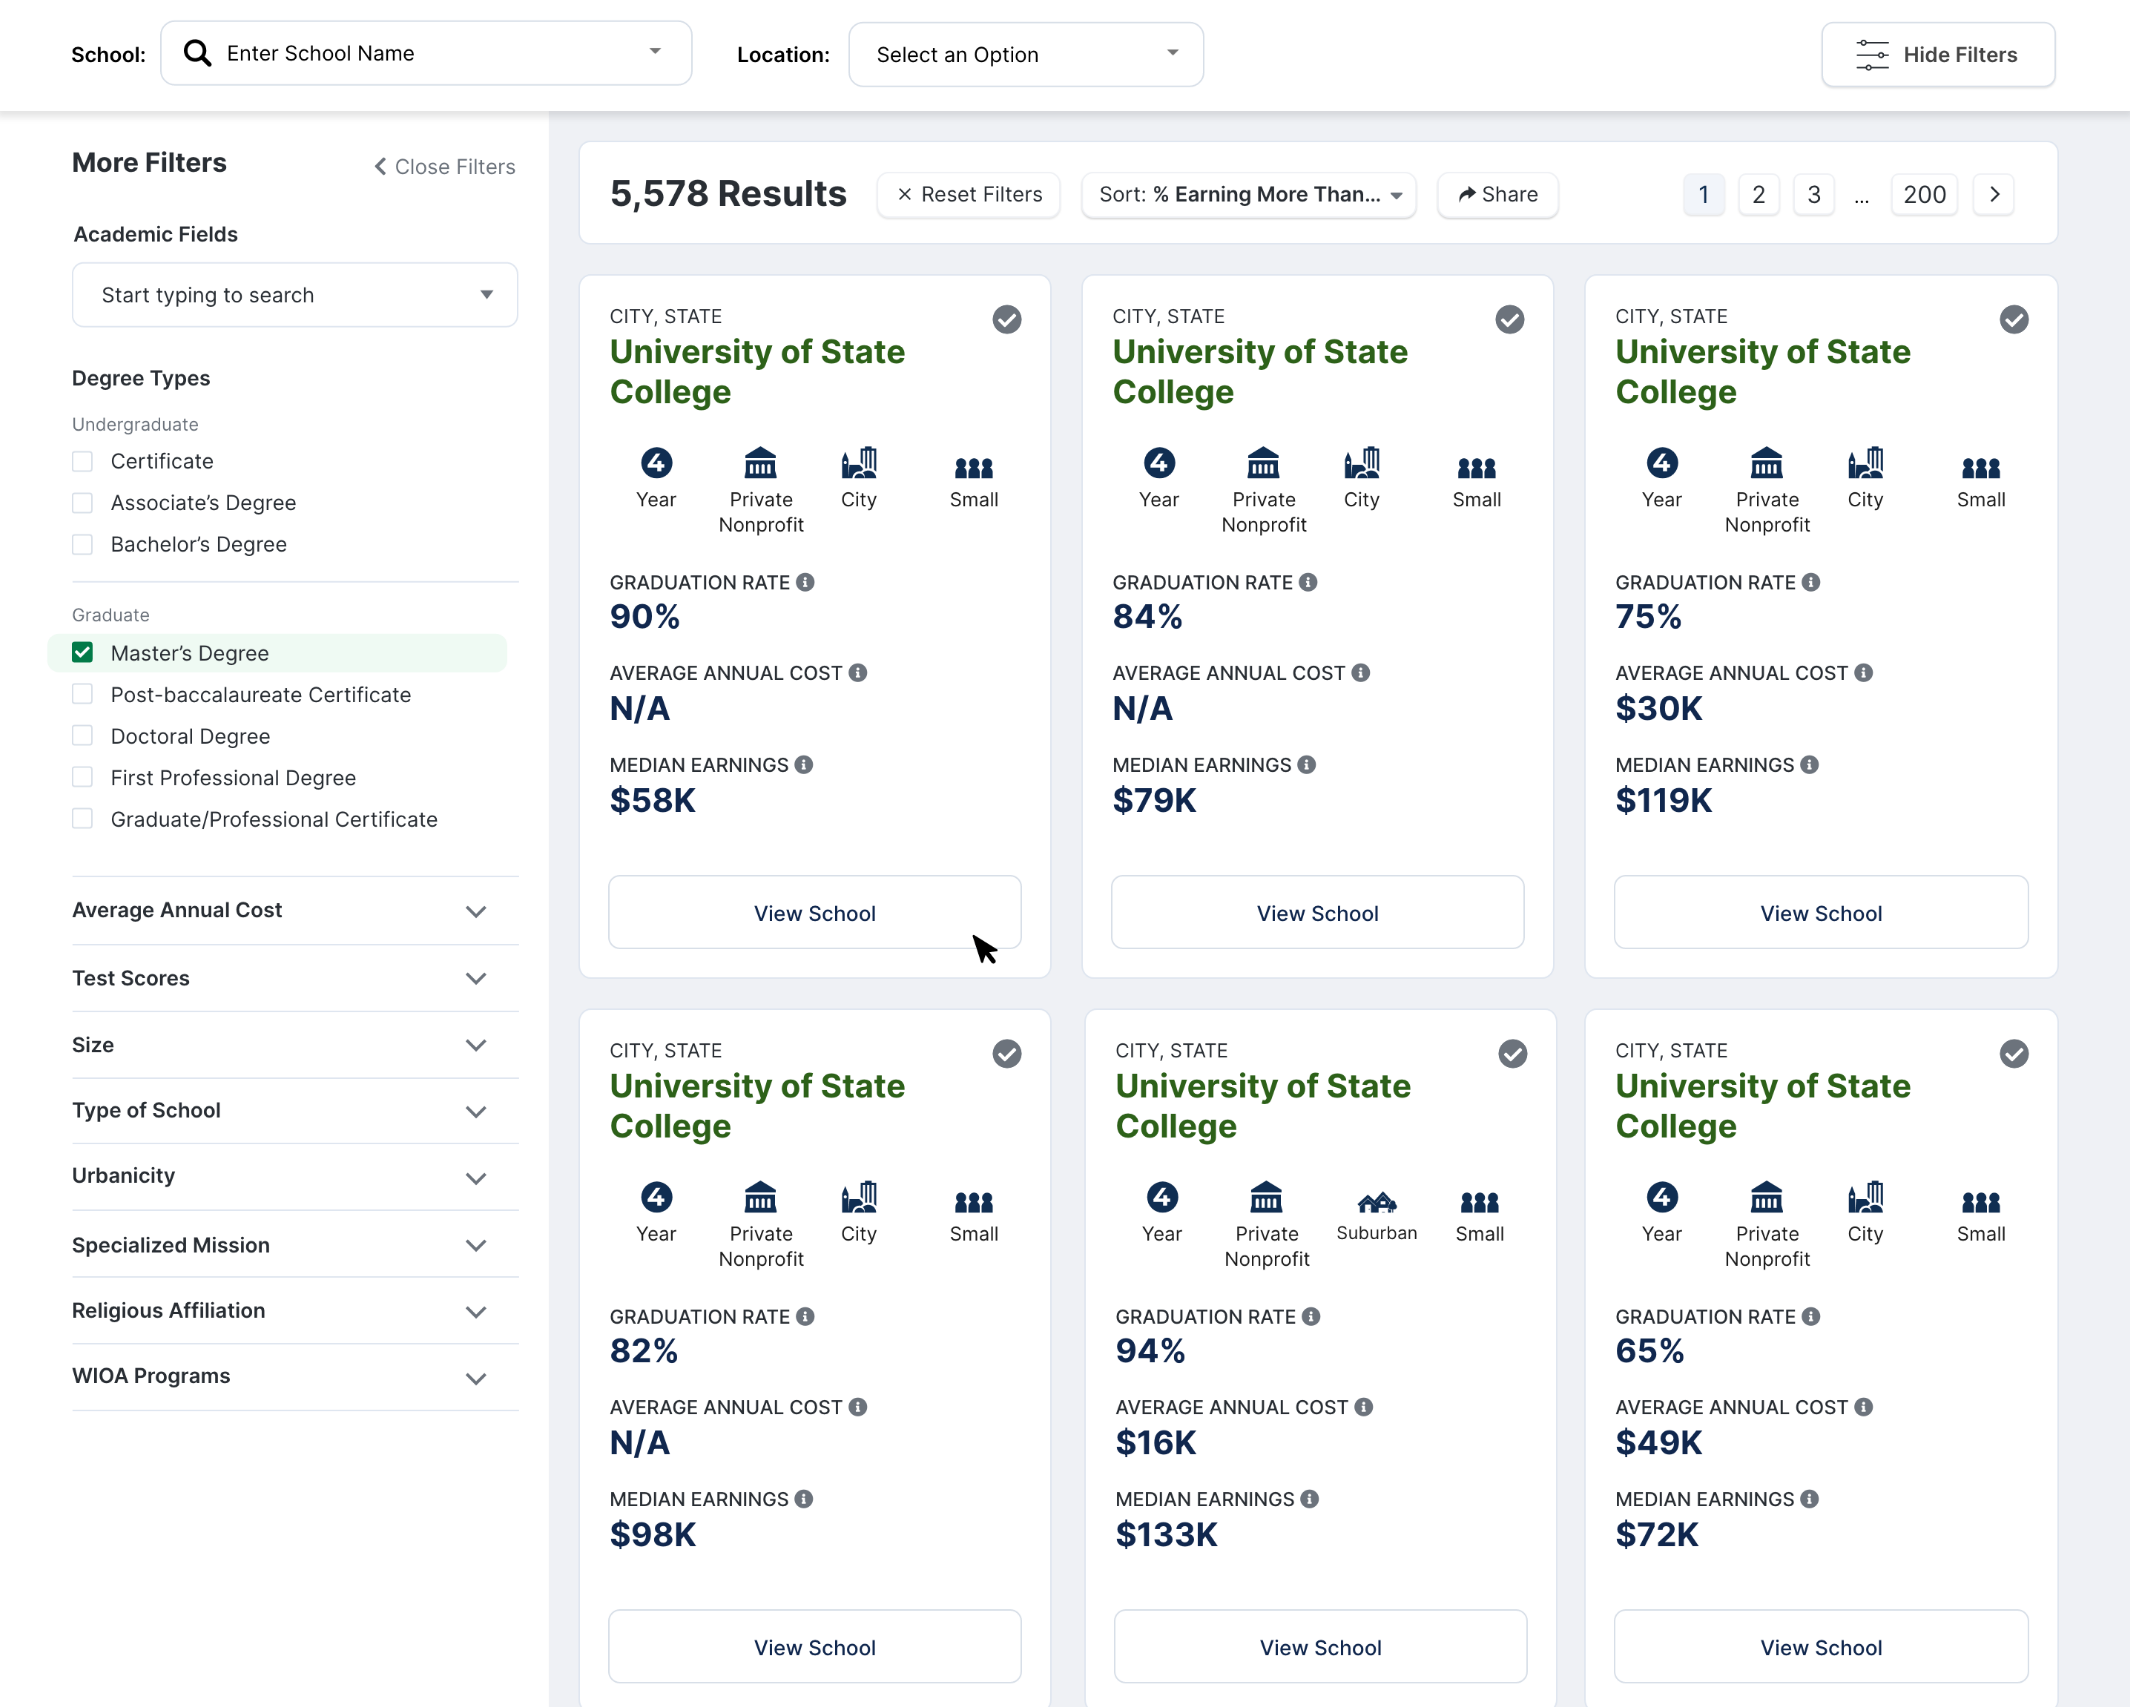 School:
Enter School Name
Location:
Select an Option
Hide Filters
More Filters
Close Filters
Academic Fields
Start typing to search
Degree Types
Undergraduate
Certificate
Associate’s Degree
Bachelor’s Degree
Graduate
Master’s Degree
Post-baccalaureate Certificate
Doctoral Degree
First Professional Degree
Graduate/Professional Certificate
Average Annual Cost
Test Scores
Size
Type of School
Urbanicity
Specialized Mission
Religious Affiliation
WIOA Programs
5,578 Results
Reset Filters
Sort: % Earning More Than...
Share
1 2 3 ... 200
CITY, STATE
University of State
College
4
Year
Private
Nonprofit
City
Small
GRADUATION RATE
90%
AVERAGE ANNUAL COST
N/A
MEDIAN EARNINGS
$58K
View School
CITY, STATE
University of State
College
4
Year
Private
Nonprofit
City
Small
GRADUATION RATE
84%
AVERAGE ANNUAL COST
N/A
MEDIAN EARNINGS
$79K
View School
CITY, STATE
University of State
College
4
Year
Private
Nonprofit
City
Small
GRADUATION RATE
75%
AVERAGE ANNUAL COST
$30K
MEDIAN EARNINGS
$119K
View School
CITY, STATE
University of State
College
4
Year
Private
Nonprofit
City
Small
GRADUATION RATE
82%
AVERAGE ANNUAL COST
N/A
MEDIAN EARNINGS
$98K
View School
CITY, STATE
University of State
College
4
Year
Private
Nonprofit
Suburban
Small
GRADUATION RATE
94%
AVERAGE ANNUAL COST
$16K
MEDIAN EARNINGS
$133K
View School
CITY, STATE
University of State
College
4
Year
Private
Nonprofit
City
Small
GRADUATION RATE
65%
AVERAGE ANNUAL COST
$49K
MEDIAN EARNINGS
$72K
View School